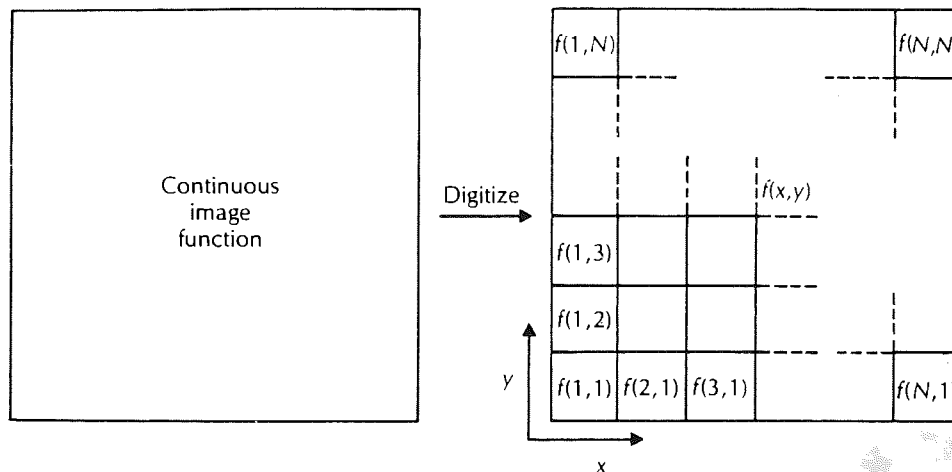 Continuous
image
function
Digitize
f(1,N)
f(N,N
f(x,y)
f(1,3)
f(1,2)
f(1,1) f(2,1) f(3,1)
f(N,1
y
x